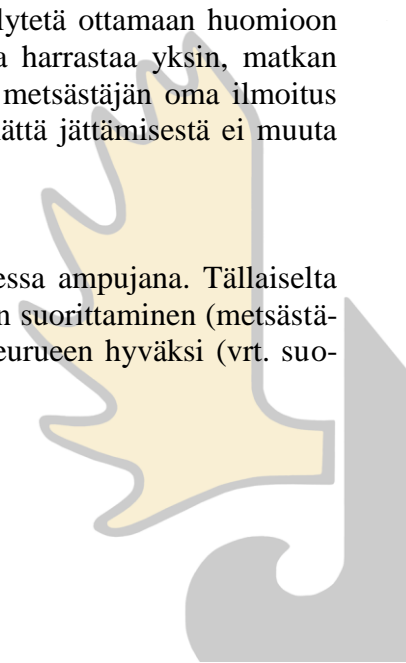 lytetä ottamaan huomioon
a harrastaa yksin, matkan
metsästäjän oma ilmoitus
ättä jättämisestä ei muuta
essa ampujana. Tällaiselta
n suorittaminen (metsästä-
eurueen hyväksi (vrt. suo-